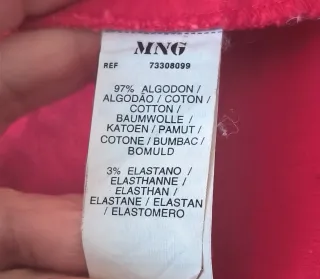 MNG
REF 73308099
97% ALGODON /
ALGODÃO / COTON /
COTTON /
BAUMWOLLE /
KATOEN / PAMUT /
COTONE / BUMBAC /
BOMULD
3% ELASTANO /
ELASTHANNE /
ELASTHAN /
ELASTANE / ELASTAN
/ ELASTOMERO